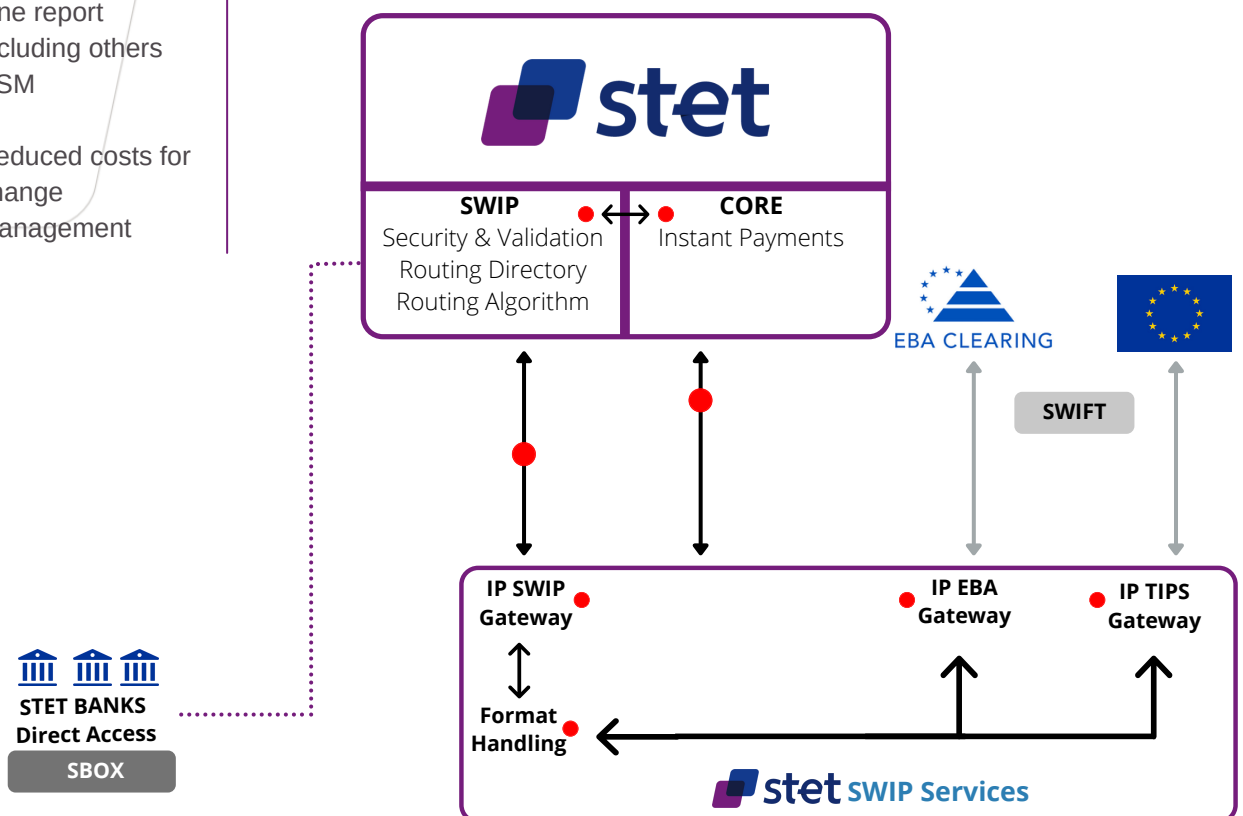 ne report
cluding others
SM
educed costs for
hange
anagement
stet
SWIP
Security & Validation
Routing Directory
Routing Algorithm
CORE
Instant Payments
EBA CLEARING
SWIFT
IP SWIP
Gateway
IP EBA
Gateway
IP TIPS
Gateway
Format
Handling
STET BANKS
Direct Access
SBOX
stet SWIP Services